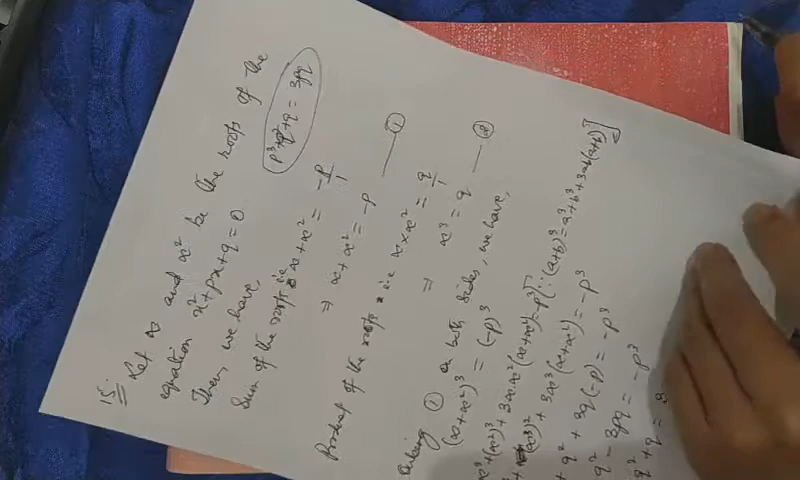 15. Let α and α² be the roots of the
equation x² + px + q = 0 (p³+q²+q = 3pq)
Then, we have,
Sum of the roots i.e. α + α² = -p/1
⇒ α + α² = -p —— ①
Product of the roots i.e. α × α² = q/1
⇒ α³ = q — ②
Cubing ① on both sides, we have,
(α+α²)³ = (-p)³
α³+(α²)³ + 3α.α²(α+α²) = -p³ [∵ (a+b)³ = a³+b³+3ab(a+b)]
+ (α³)² + 3α³(α+α²) = -p³
+ q² + 3q(-p) = -p³
q² - 3pq = -p³
q² + q = 3